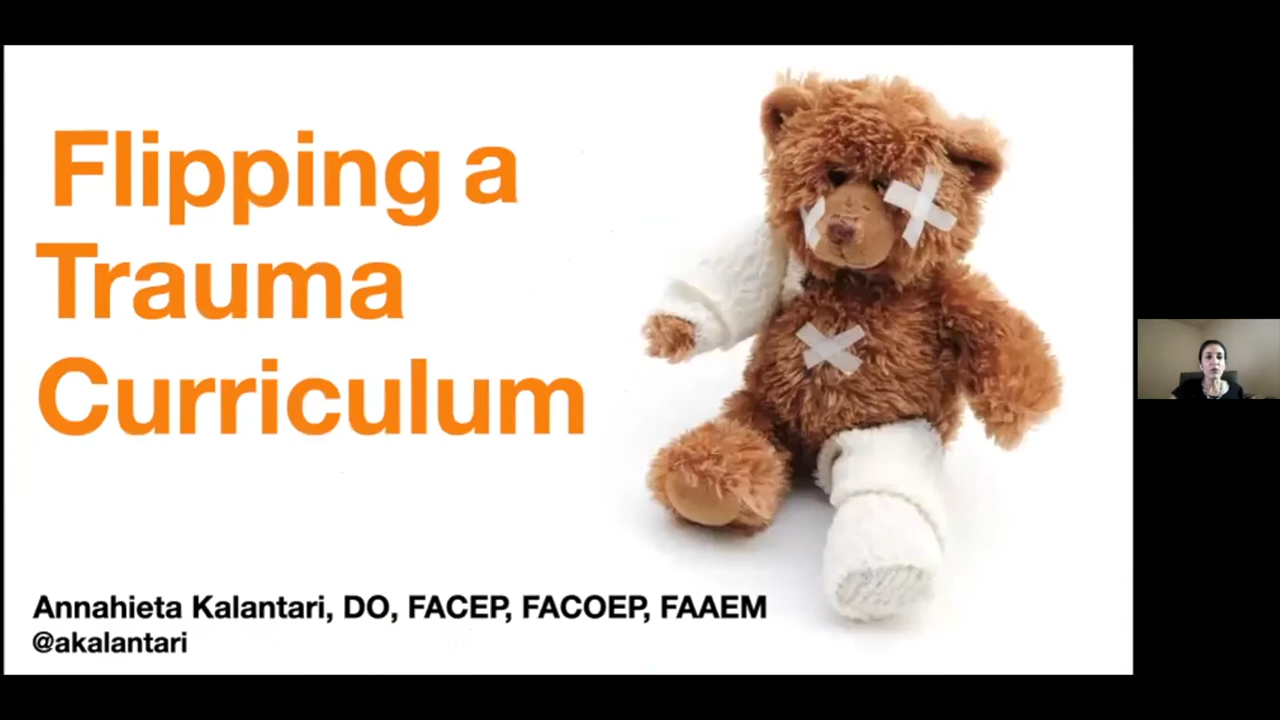 Flipping a
Trauma
Curriculum
Annahieta Kalantari, DO, FACEP, FACOEP, FAAEM
@akalantari